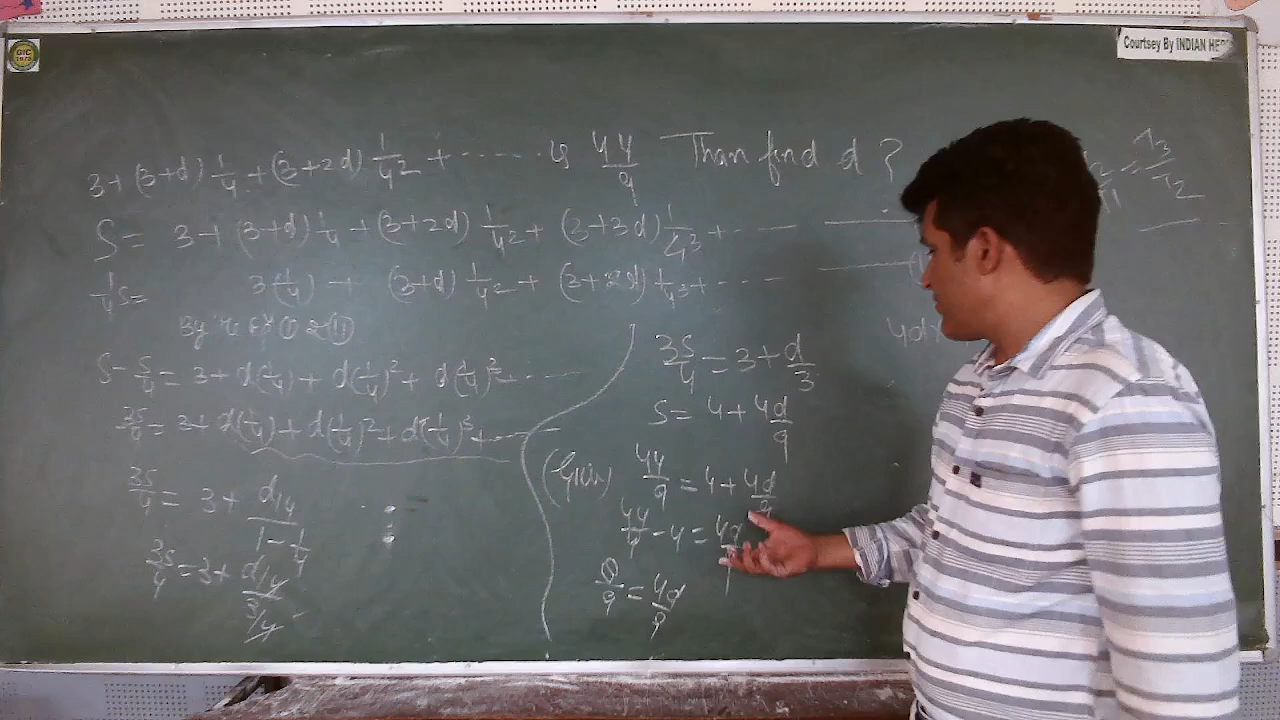 GIC
Courtsey By INDIAN HE
3+(3+d)1/4+(3+2d)1/4²+...... is 44/9 Than find d ?
S= 3+(3+d)1/4+(3+2d)1/4²+(3+3d)1/4³+.. —
1/4S= 3(1/4)+(3+d)1/4²+(3+2d)1/4³+...
S-S/4=3+d(1/4)+d(1/4)²+d(1/4)³+...
3S/4=3+d(1/4)+d(1/4)²+d(1/4)³+...
3S/4=3+d/4/1-1/4
3S/4=3+d/4/3/4
3S/4=3+d/3
S=4+4d/9
(Given) 44/9=4+4d/9
44/9-4=4d/9
8/9=4d/9